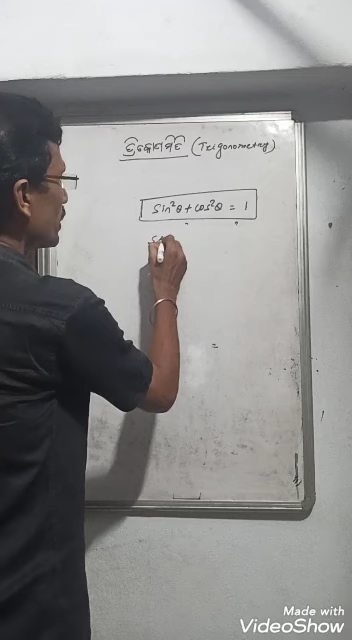 ତ୍ରିକୋଣମିତି (Trigonometry)
sin²θ + cos²θ = 1
=
Made with
VideoShow